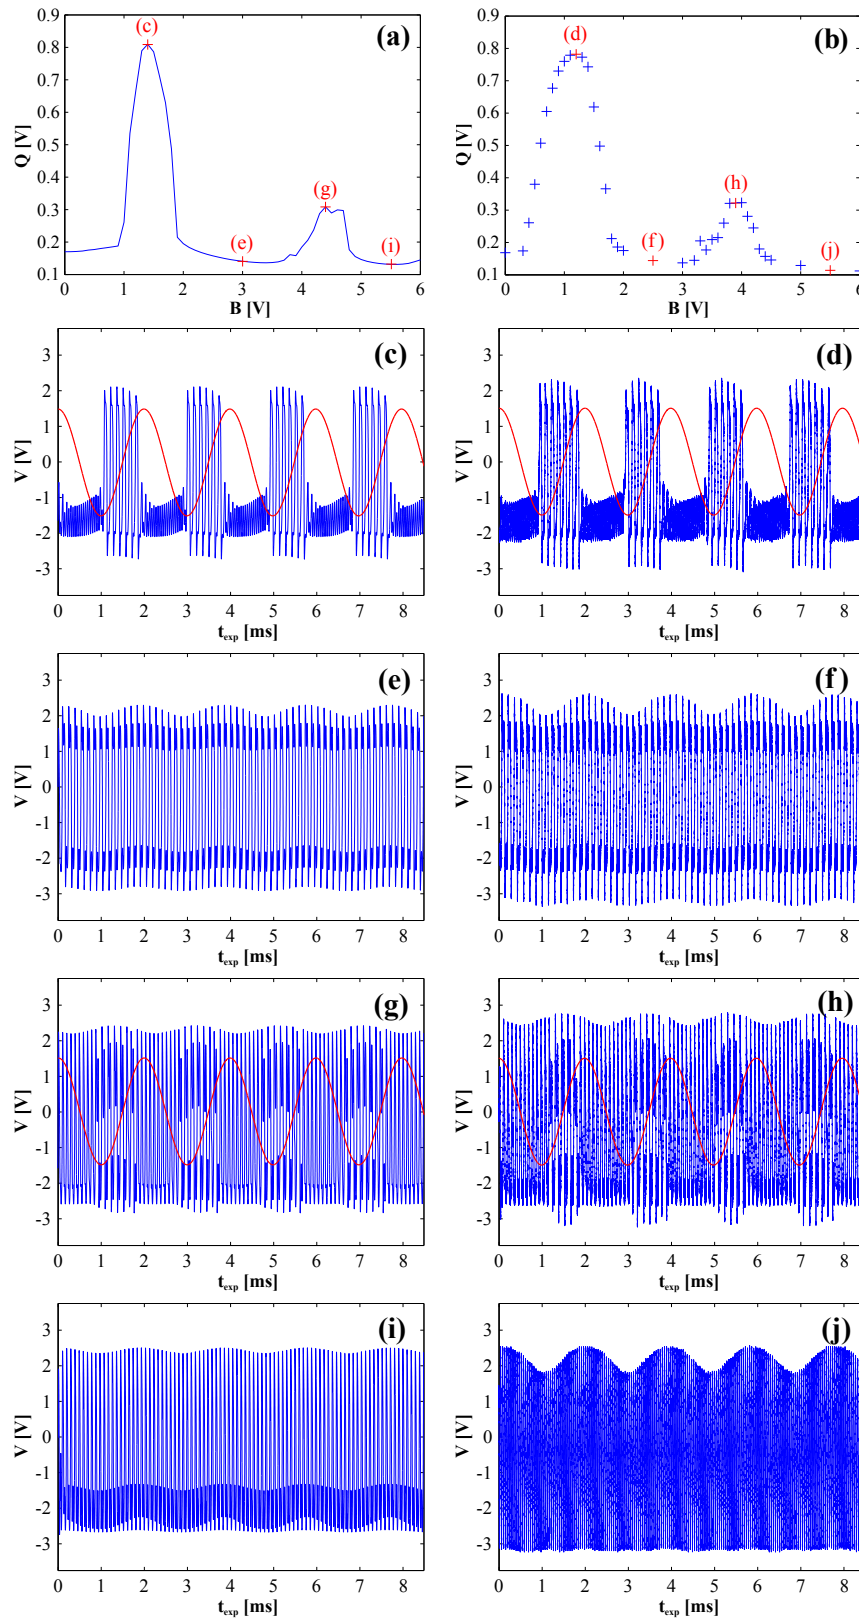 (a)
(c)
(g)
(e)
(i)
Q [V]
0.9
0.8
0.7
0.6
0.5
0.4
0.3
0.2
0.1
0 1 2 3 4 5 6
B [V]
(b)
(d)
(h)
(f)
(j)
Q [V]
0.9
0.8
0.7
0.6
0.5
0.4
0.3
0.2
0.1
0 1 2 3 4 5 6
B [V]
(c)
V [V]
3
2
1
0
-1
-2
-3
0 1 2 3 4 5 6 7 8
t_exp [ms]
(d)
V [V]
3
2
1
0
-1
-2
-3
0 1 2 3 4 5 6 7 8
t_exp [ms]
(e)
V [V]
3
2
1
0
-1
-2
-3
0 1 2 3 4 5 6 7 8
t_exp [ms]
(f)
V [V]
3
2
1
0
-1
-2
-3
0 1 2 3 4 5 6 7 8
t_exp [ms]
(g)
V [V]
3
2
1
0
-1
-2
-3
0 1 2 3 4 5 6 7 8
t_exp [ms]
(h)
V [V]
3
2
1
0
-1
-2
-3
0 1 2 3 4 5 6 7 8
t_exp [ms]
(i)
V [V]
3
2
1
0
-1
-2
-3
0 1 2 3 4 5 6 7 8
t_exp [ms]
(j)
V [V]
3
2
1
0
-1
-2
-3
0 1 2 3 4 5 6 7 8
t_exp [ms]